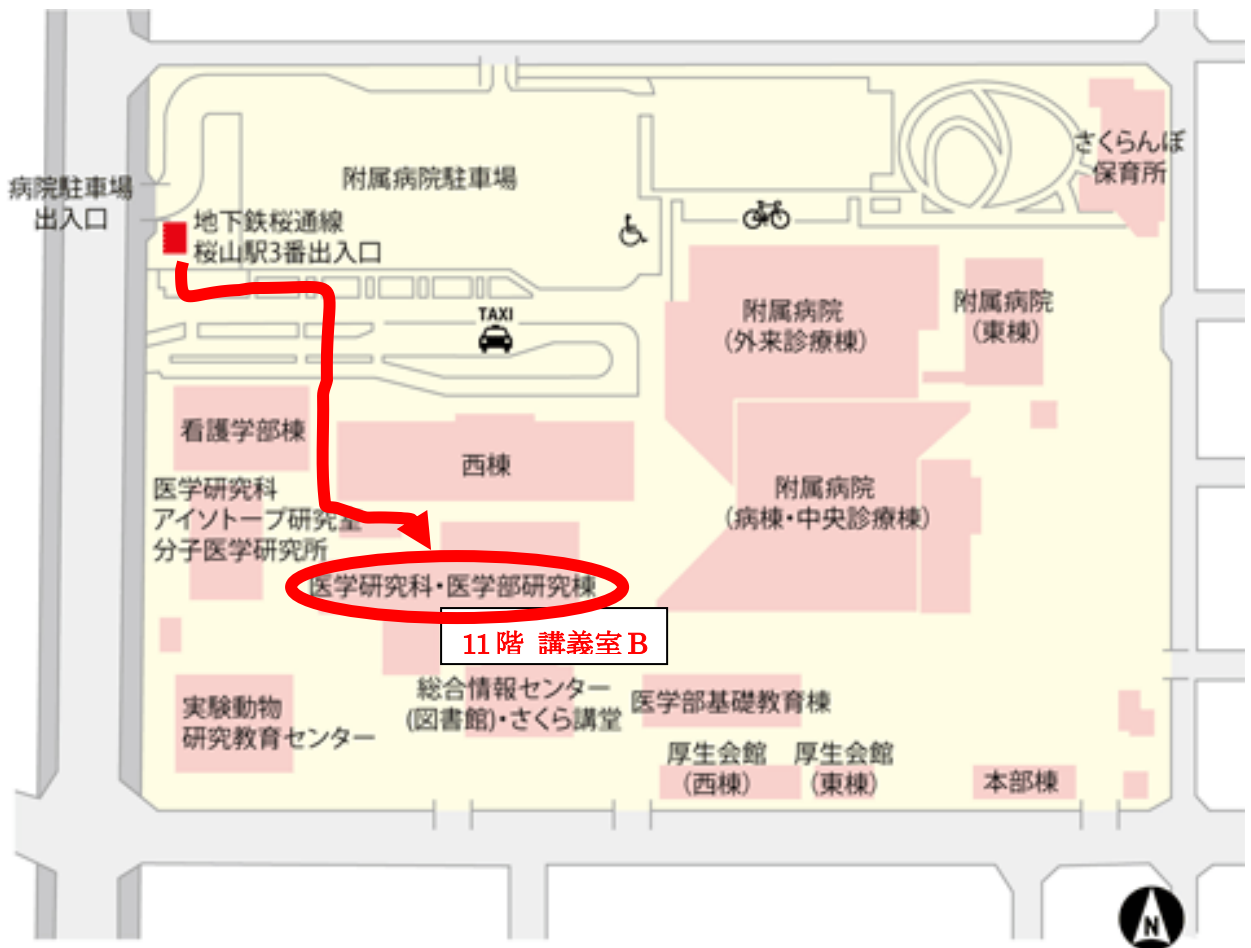 さくらんぼ
保育所
病院駐車場
出入口
附属病院駐車場
地下鉄桜通線
桜山駅3番出入口
TAXI
附属病院
(外来診療棟)
附属病院
(東棟)
看護学部棟
西棟
医学研究科
アイソトープ研究室
分子医学研究所
附属病院
(病棟・中央診療棟)
医学研究科・医学部研究棟
11階 講義室B
実験動物
研究教育センター
総合情報センター
(図書館)・さくら講堂
医学部基礎教育棟
厚生会館
(西棟)
厚生会館
(東棟)
本部棟
N